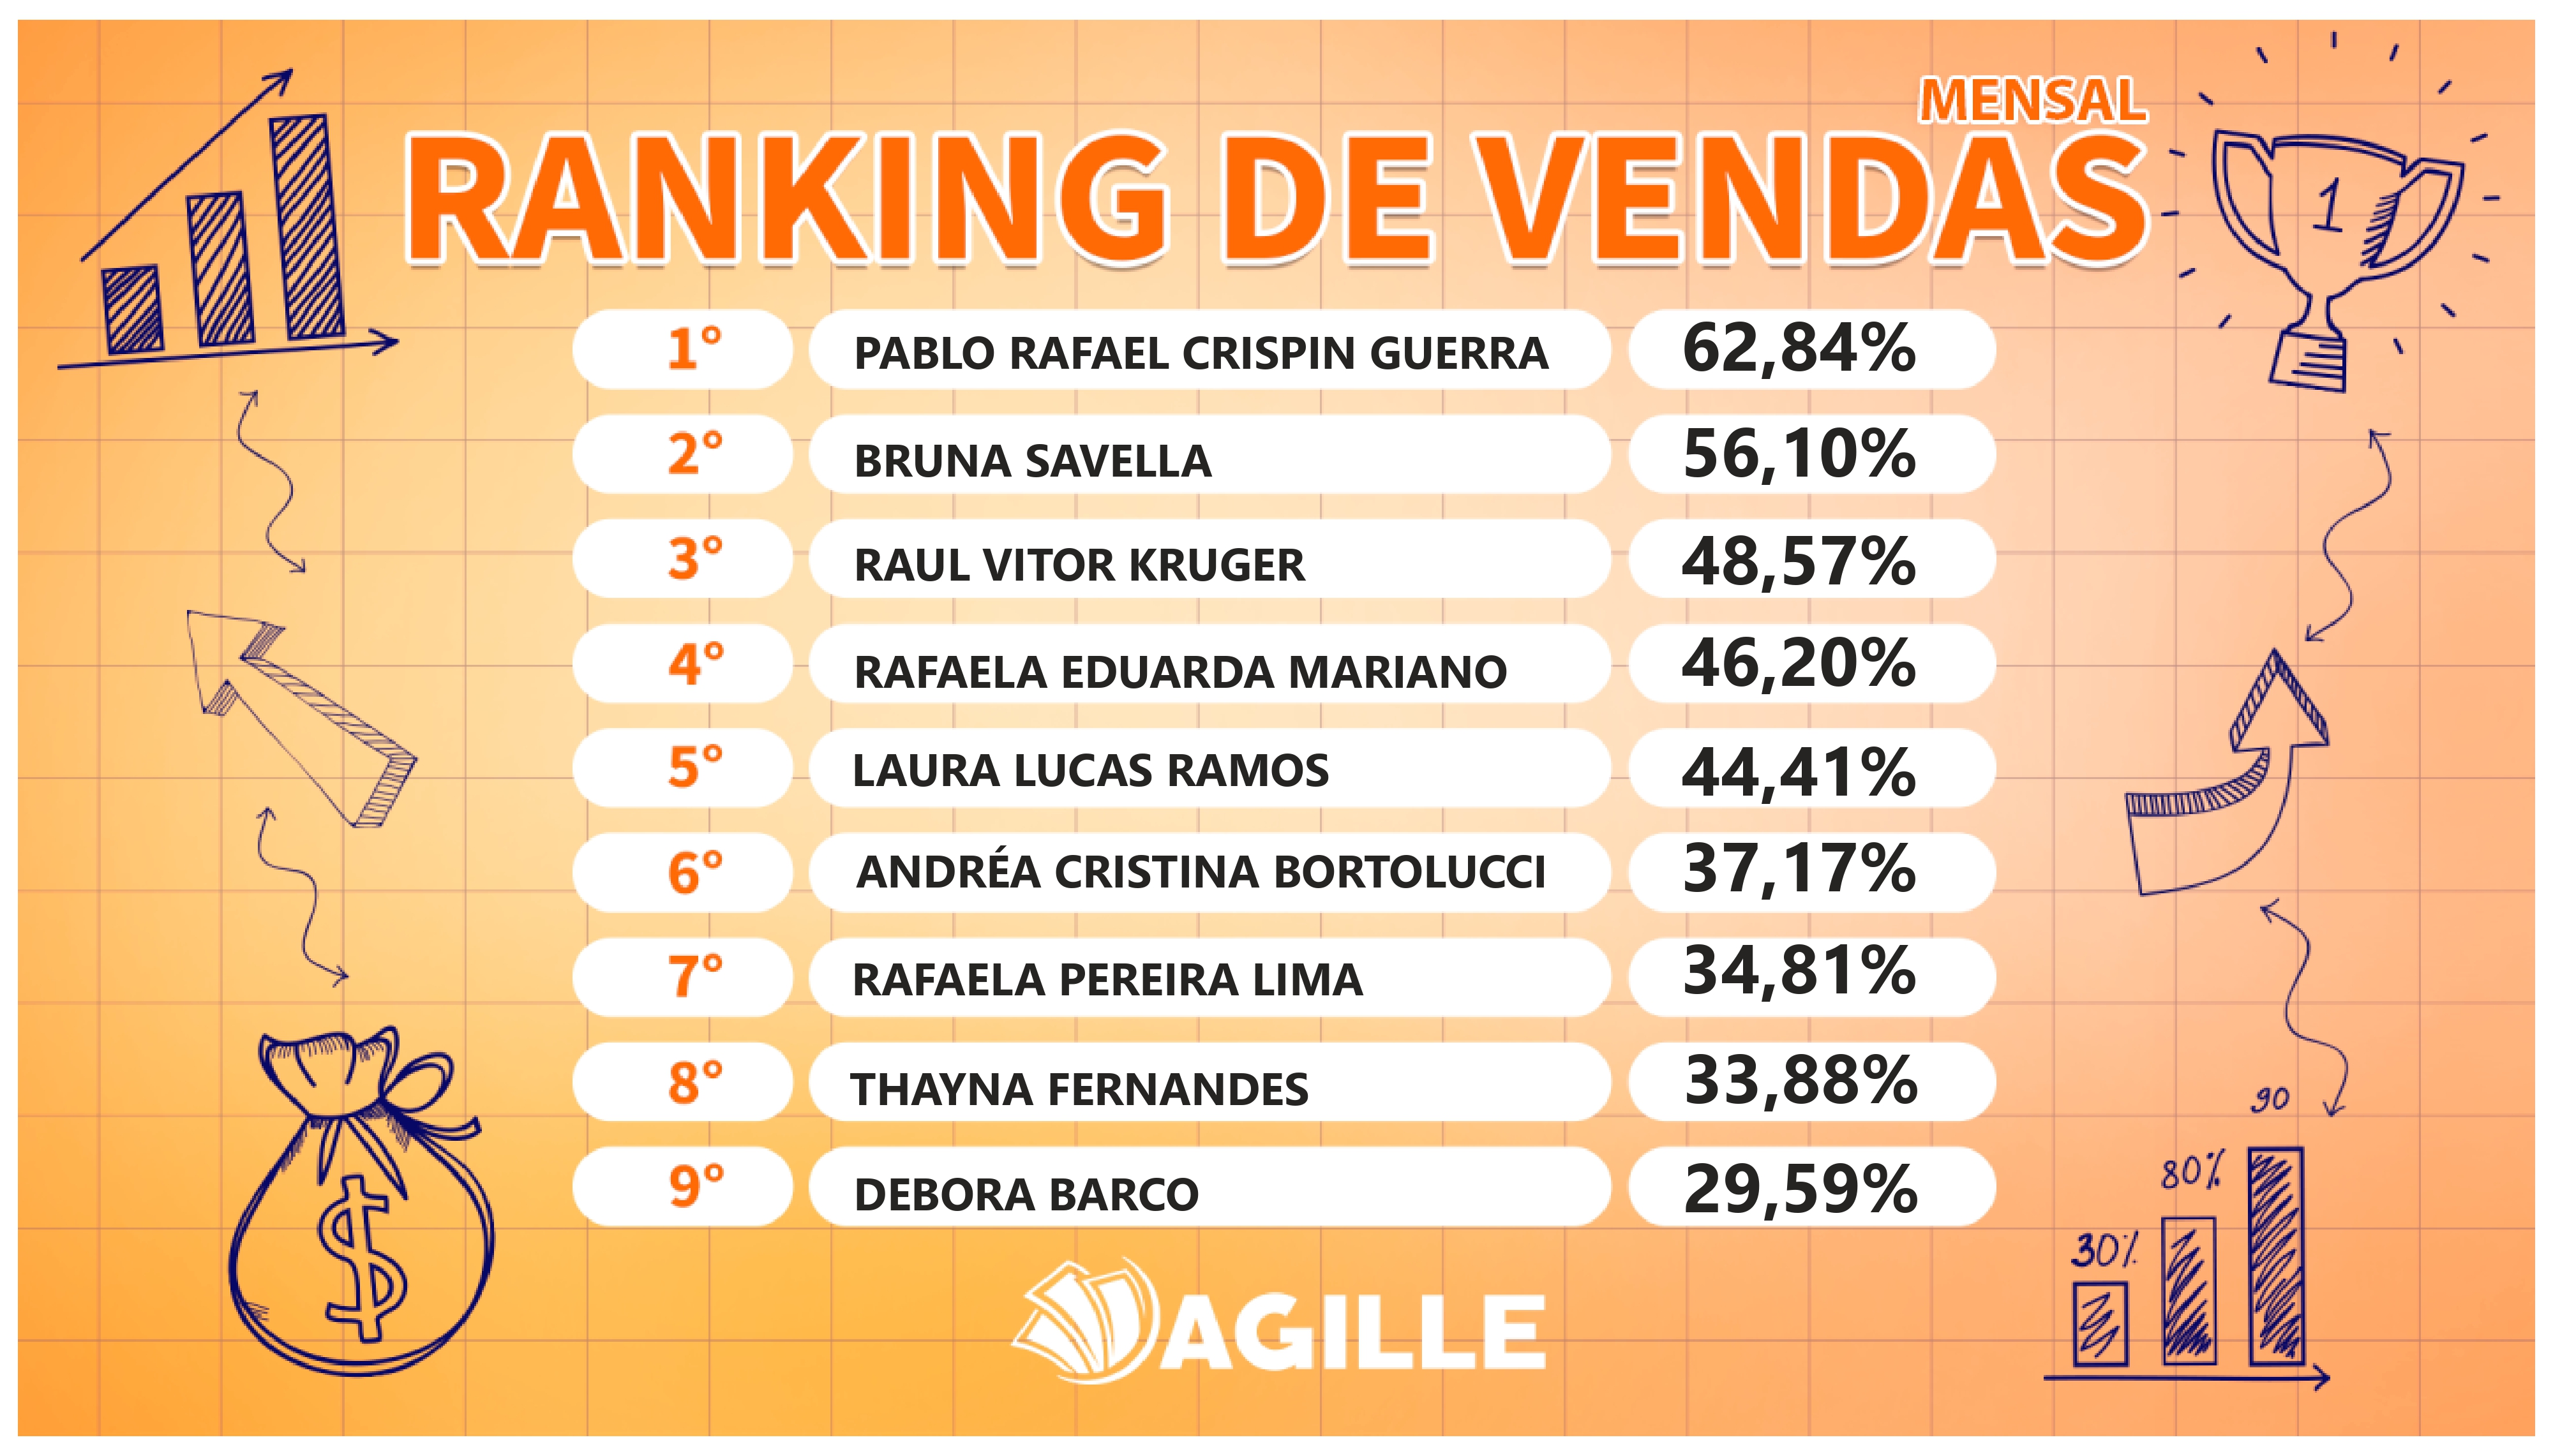 MENSAL
RANKING DE VENDAS
1
1° PABLO RAFAEL CRISPIN GUERRA 62,84%
2° BRUNA SAVELLA 56,10%
3° RAUL VITOR KRUGER 48,57%
4° RAFAELA EDUARDA MARIANO 46,20%
5° LAURA LUCAS RAMOS 44,41%
6° ANDRÉA CRISTINA BORTOLUCCI 37,17%
7° RAFAELA PEREIRA LIMA 34,81%
8° THAYNA FERNANDES 33,88%
9° DEBORA BARCO 29,59%
90
80%
30%
$
AGILLE